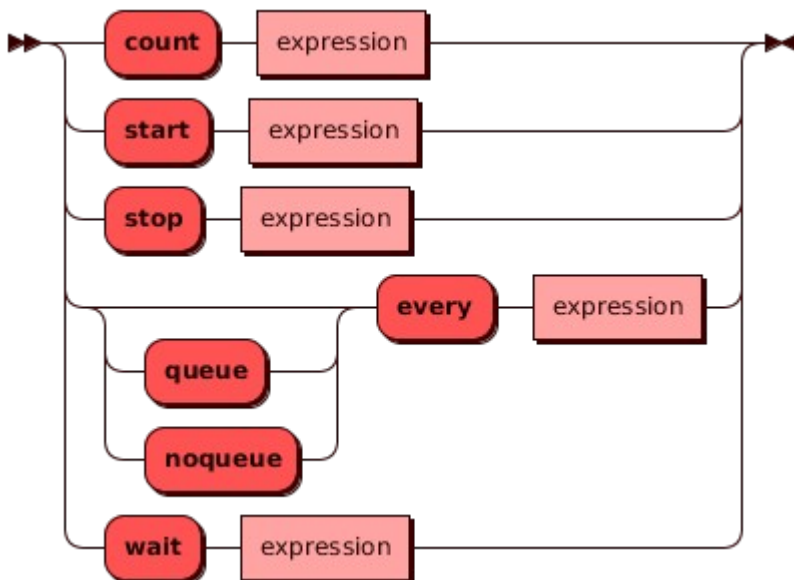 count expression
start expression
stop expression
every expression
queue
noqueue
wait expression